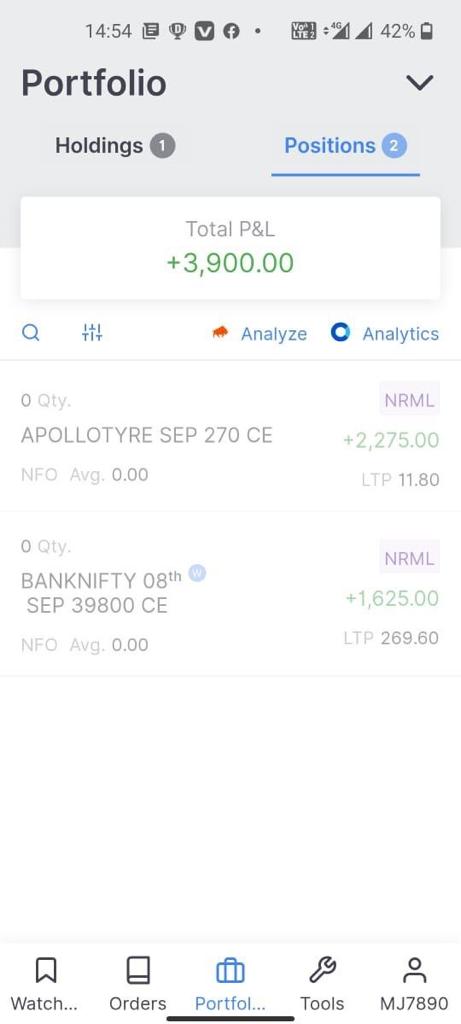 14:54 42%
Portfolio
Holdings 1 Positions 2
Total P&L
+3,900.00
Analyze Analytics
0 Qty. NRML
APOLLOTYRE SEP 270 CE +2,275.00
NFO Avg. 0.00 LTP 11.80
0 Qty. NRML
BANKNIFTY 08th W
SEP 39800 CE +1,625.00
NFO Avg. 0.00 LTP 269.60
Watch... Orders Portfol... Tools MJ7890